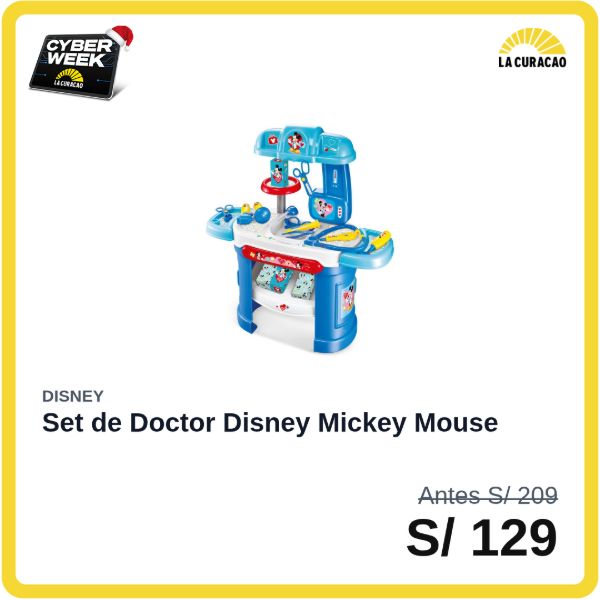 CYBER
WEEK
LA CURACAO
LA CURACAO
DISNEY
Set de Doctor Disney Mickey Mouse
Antes S/ 209
S/ 129